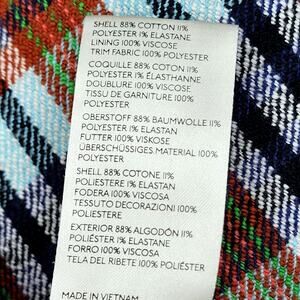 SHELL 88% COTTON 11%
POLYESTER 1% ELASTANE
LINING 100% VISCOSE
TRIM FABRIC 100% POLYESTER
COQUILLE 88% COTON 11%
POLYESTER 1% ÉLASTHANNE
DOUBLURE 100% VISCOSE
TISSU DE GARNITURE 100%
POLYESTER
OBERSTOFF 88% BAUMWOLLE 11%
POLYESTER 1% ELASTAN
FUTTER 100% VISKOSE
ÜBERSCHÜSSIGES MATERIAL 100%
POLYESTER
SHELL 88% COTONE 11%
POLIESTERE 1% ELASTAN
FODERA 100% VISCOSA
TESSUTO DECORAZIONI 100%
POLIESTERE
EXTERIOR 88% ALGODÓN 11%
POLIÉSTER 1% ELASTAN
FORRO 100% VISCOSA
TELA DEL RIBETE 100% POLIÉSTER
MADE IN VIETNAM